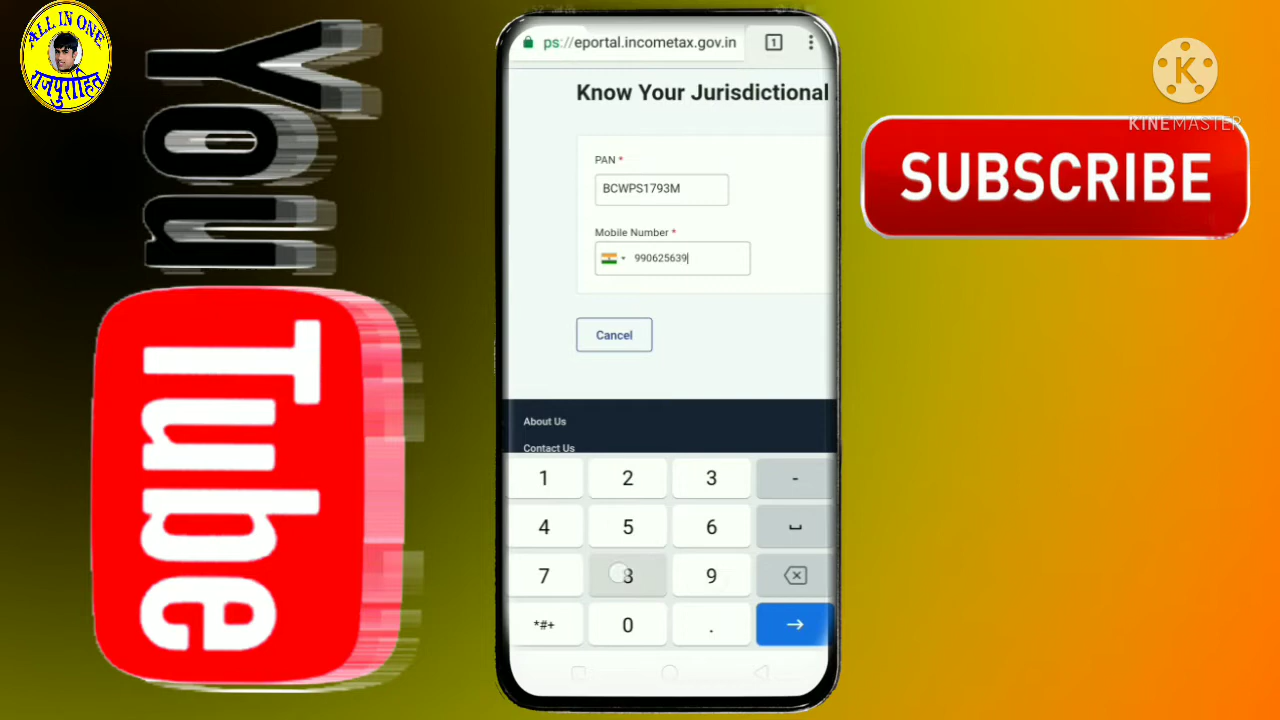 ALL IN ONE
राजपुरोहित
You
Tube
ps://eportal.incometax.gov.in
1
Know Your Jurisdictional
PAN *
BCWPS1793M
Mobile Number *
990625639
Cancel
About Us
Contact Us
1 2 3 -
4 5 6
7 8 9
*#+ 0 .
K
KINEMASTER
SUBSCRIBE